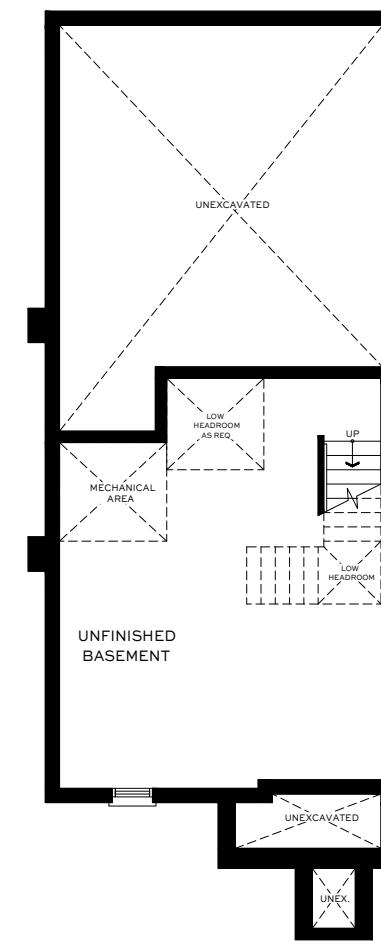 UNEXCAVATED
LOW
HEADROOM
AS REQ
UP
MECHANICAL
AREA
LOW
HEADROOM
UNFINISHED
BASEMENT
UNEXCAVATED
UNEX.